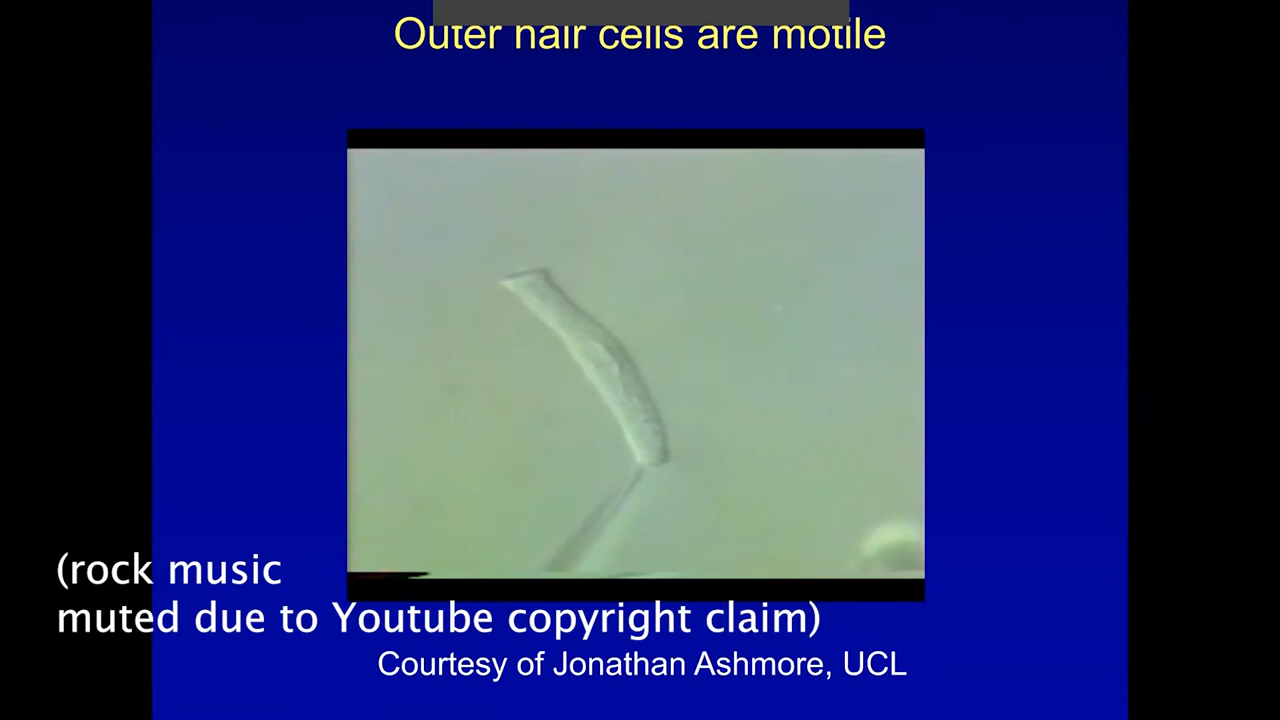 Outer hair cells are motile
(rock music
muted due to Youtube copyright claim)
Courtesy of Jonathan Ashmore, UCL